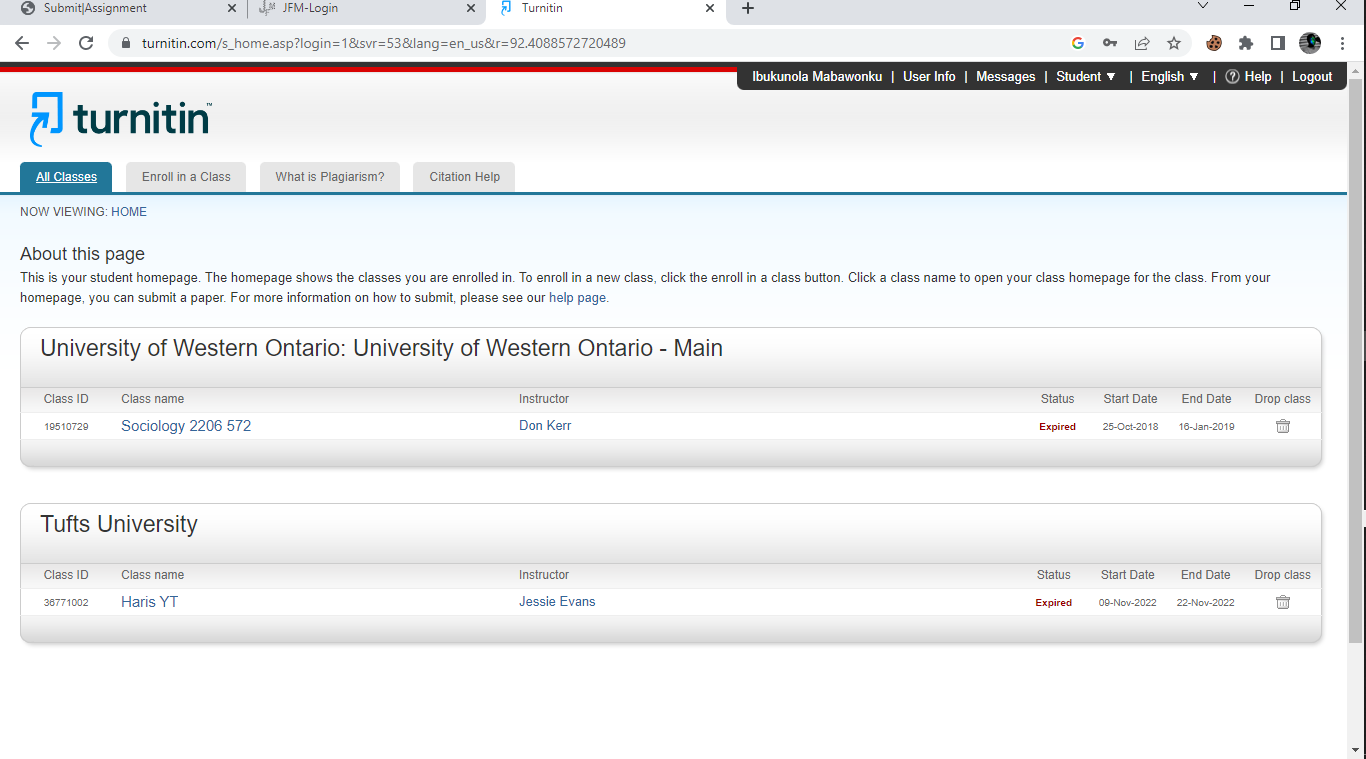 Submit|Assignment
JFM-Login
Turnitin
turnitin.com/s_home.asp?login=1&svr=53&lang=en_us&r=92.4088572720489
Ibukunola Mabawonku | User Info | Messages | Student ▼ | English ▼ | ? Help | Logout
turnitin™
All Classes Enroll in a Class What is Plagiarism? Citation Help
NOW VIEWING: HOME
About this page
This is your student homepage. The homepage shows the classes you are enrolled in. To enroll in a new class, click the enroll in a class button. Click a class name to open your class homepage for the class. From your
homepage, you can submit a paper. For more information on how to submit, please see our help page.
University of Western Ontario: University of Western Ontario - Main
Class ID Class name Instructor Status Start Date End Date Drop class
19510729 Sociology 2206 572 Don Kerr Expired 25-Oct-2018 16-Jan-2019
Tufts University
Class ID Class name Instructor Status Start Date End Date Drop class
36771002 Haris YT Jessie Evans Expired 09-Nov-2022 22-Nov-2022